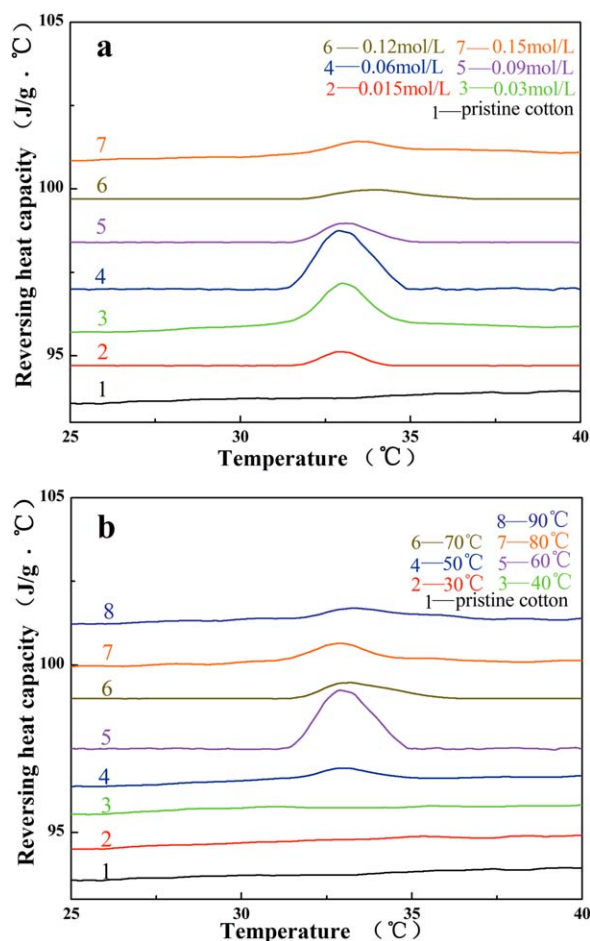 105
a
6—0.12mol/L 7—0.15mol/L
4—0.06mol/L 5—0.09mol/L
2—0.015mol/L 3—0.03mol/L
1—pristine cotton
Reversing heat capacity（J/g · ℃）
7
100
6
5
4
3
95
2
1
25 30 35 40
Temperature（℃）
105
b
8—90℃
6—70℃ 7—80℃
4—50℃ 5—60℃
2—30℃ 3—40℃
1—pristine cotton
Reversing heat capacity（J/g · ℃）
8
7
100
6
5
4
3
95
2
1
25 30 35 40
Temperature（℃）